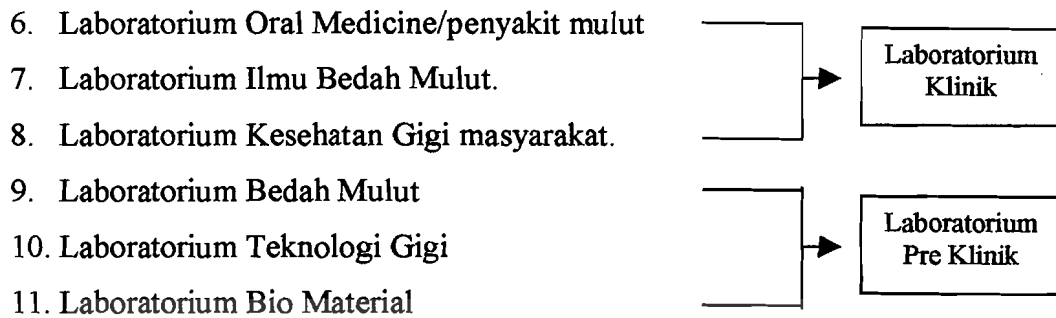 6. Laboratorium Oral Medicine/penyakit mulut
7. Laboratorium Ilmu Bedah Mulut.
8. Laboratorium Kesehatan Gigi masyarakat.
Laboratorium
Klinik
9. Laboratorium Bedah Mulut
10. Laboratorium Teknologi Gigi
11. Laboratorium Bio Material
Laboratorium
Pre Klinik